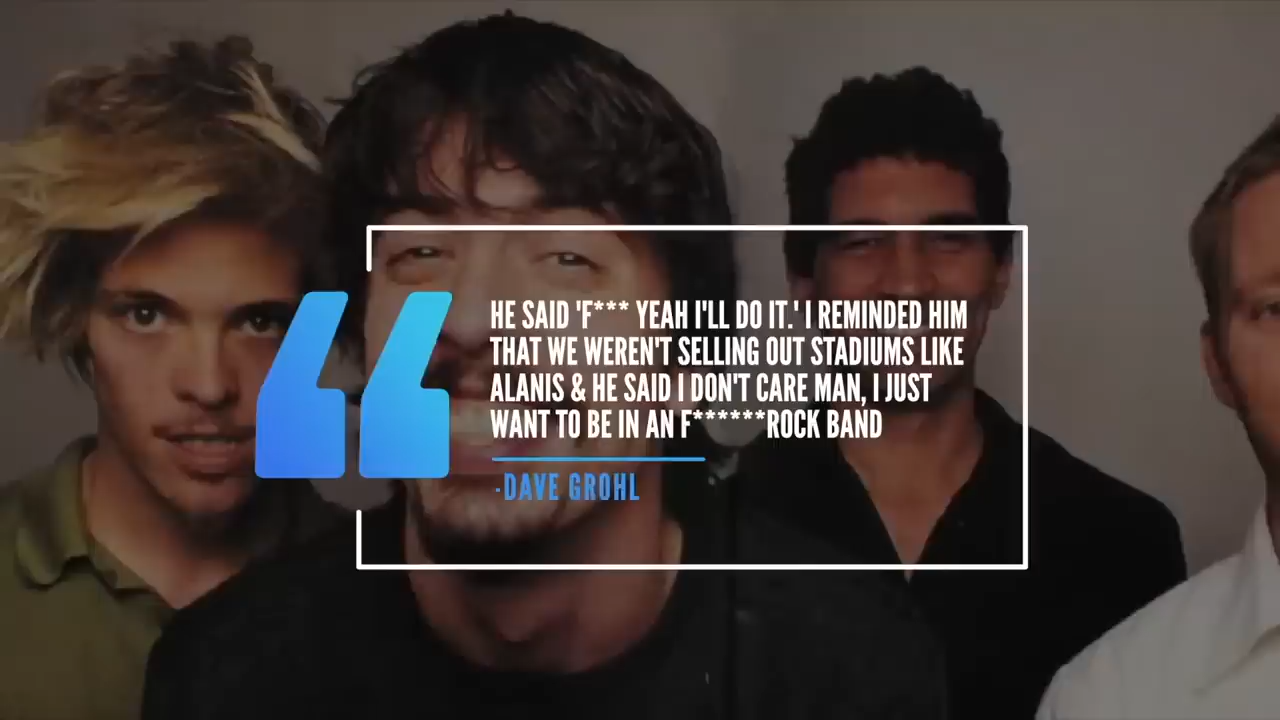 HE SAID 'F*** YEAH I'LL DO IT.' I REMINDED HIM
THAT WE WEREN'T SELLING OUT STADIUMS LIKE
ALANIS & HE SAID I DON'T CARE MAN, I JUST
WANT TO BE IN AN F******ROCK BAND
-DAVE GROHL